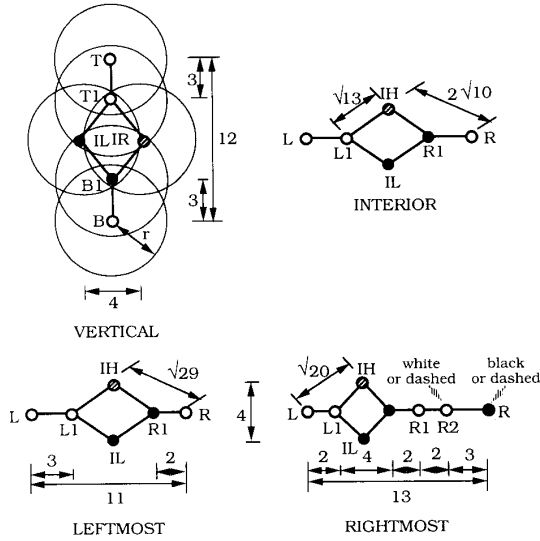 T
3
T1
IL IR
12
B1
3
B
r
4
VERTICAL
√13
IH
2 √10
L
L1
R1
R
IL
INTERIOR
IH
√29
L
L1
R1
R
IL
4
3
2
11
LEFTMOST
√20
IH
white
or dashed
black
or dashed
L
L1
R1
R2
R
IL
2
4
2
2
3
13
RIGHTMOST